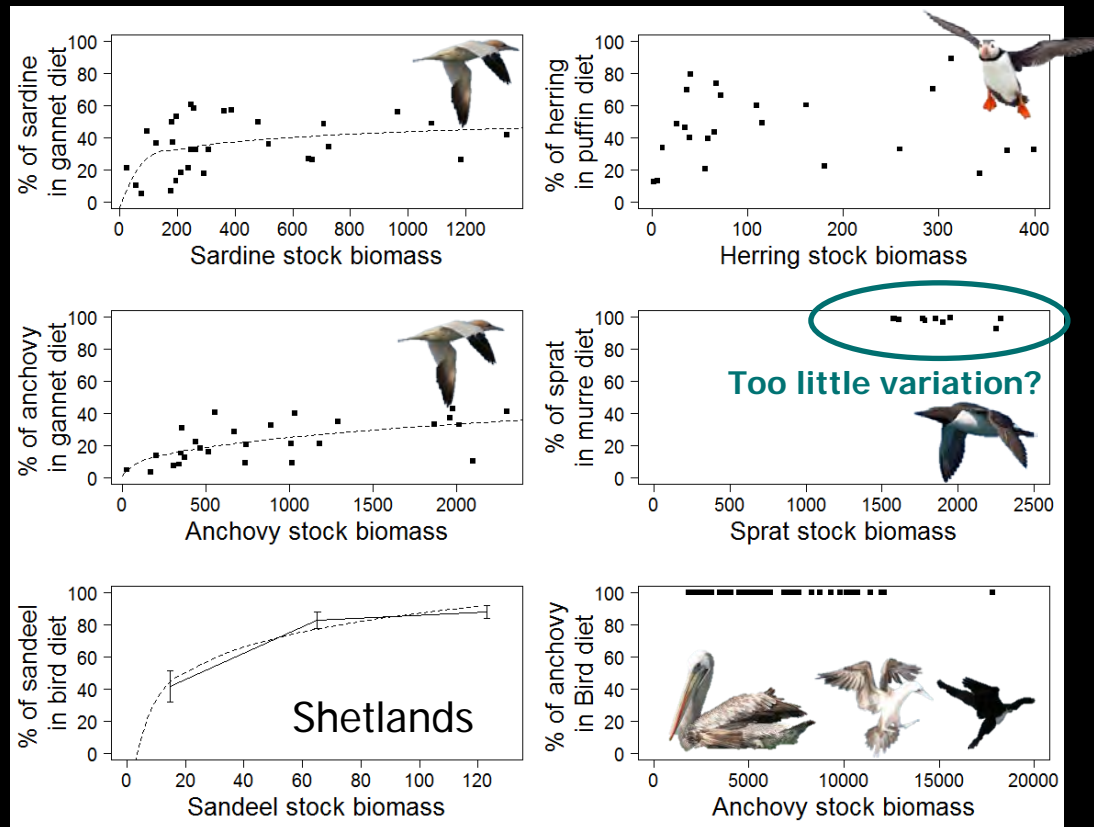 % of sardine
in gannet diet
100
80
60
40
20
0
0 200 400 600 800 1000 1200
Sardine stock biomass
% of herring
in puffin diet
100
80
60
40
20
0
0 100 200 300 400
Herring stock biomass
% of anchovy
in gannet diet
100
80
60
40
20
0
0 500 1000 1500 2000
Anchovy stock biomass
% of sprat
in murre diet
100
80
60
40
20
0
Too little variation?
0 500 1000 1500 2000 2500
Sprat stock biomass
% of sandeel
in bird diet
100
80
60
40
20
0
Shetlands
0 20 40 60 80 100 120
Sandeel stock biomass
% of anchovy
in Bird diet
100
80
60
40
20
0
0 5000 10000 15000 20000
Anchovy stock biomass